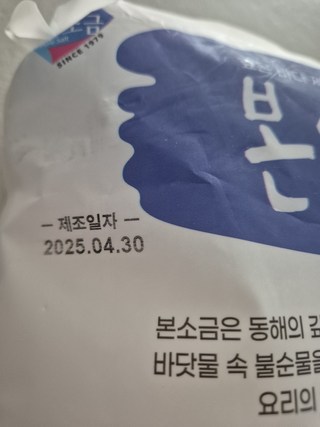 소금
SINCE 1979
본
- 제조일자 -
2025.04.30
본소금은 동해의
바닷물 속 불순물을
요리의